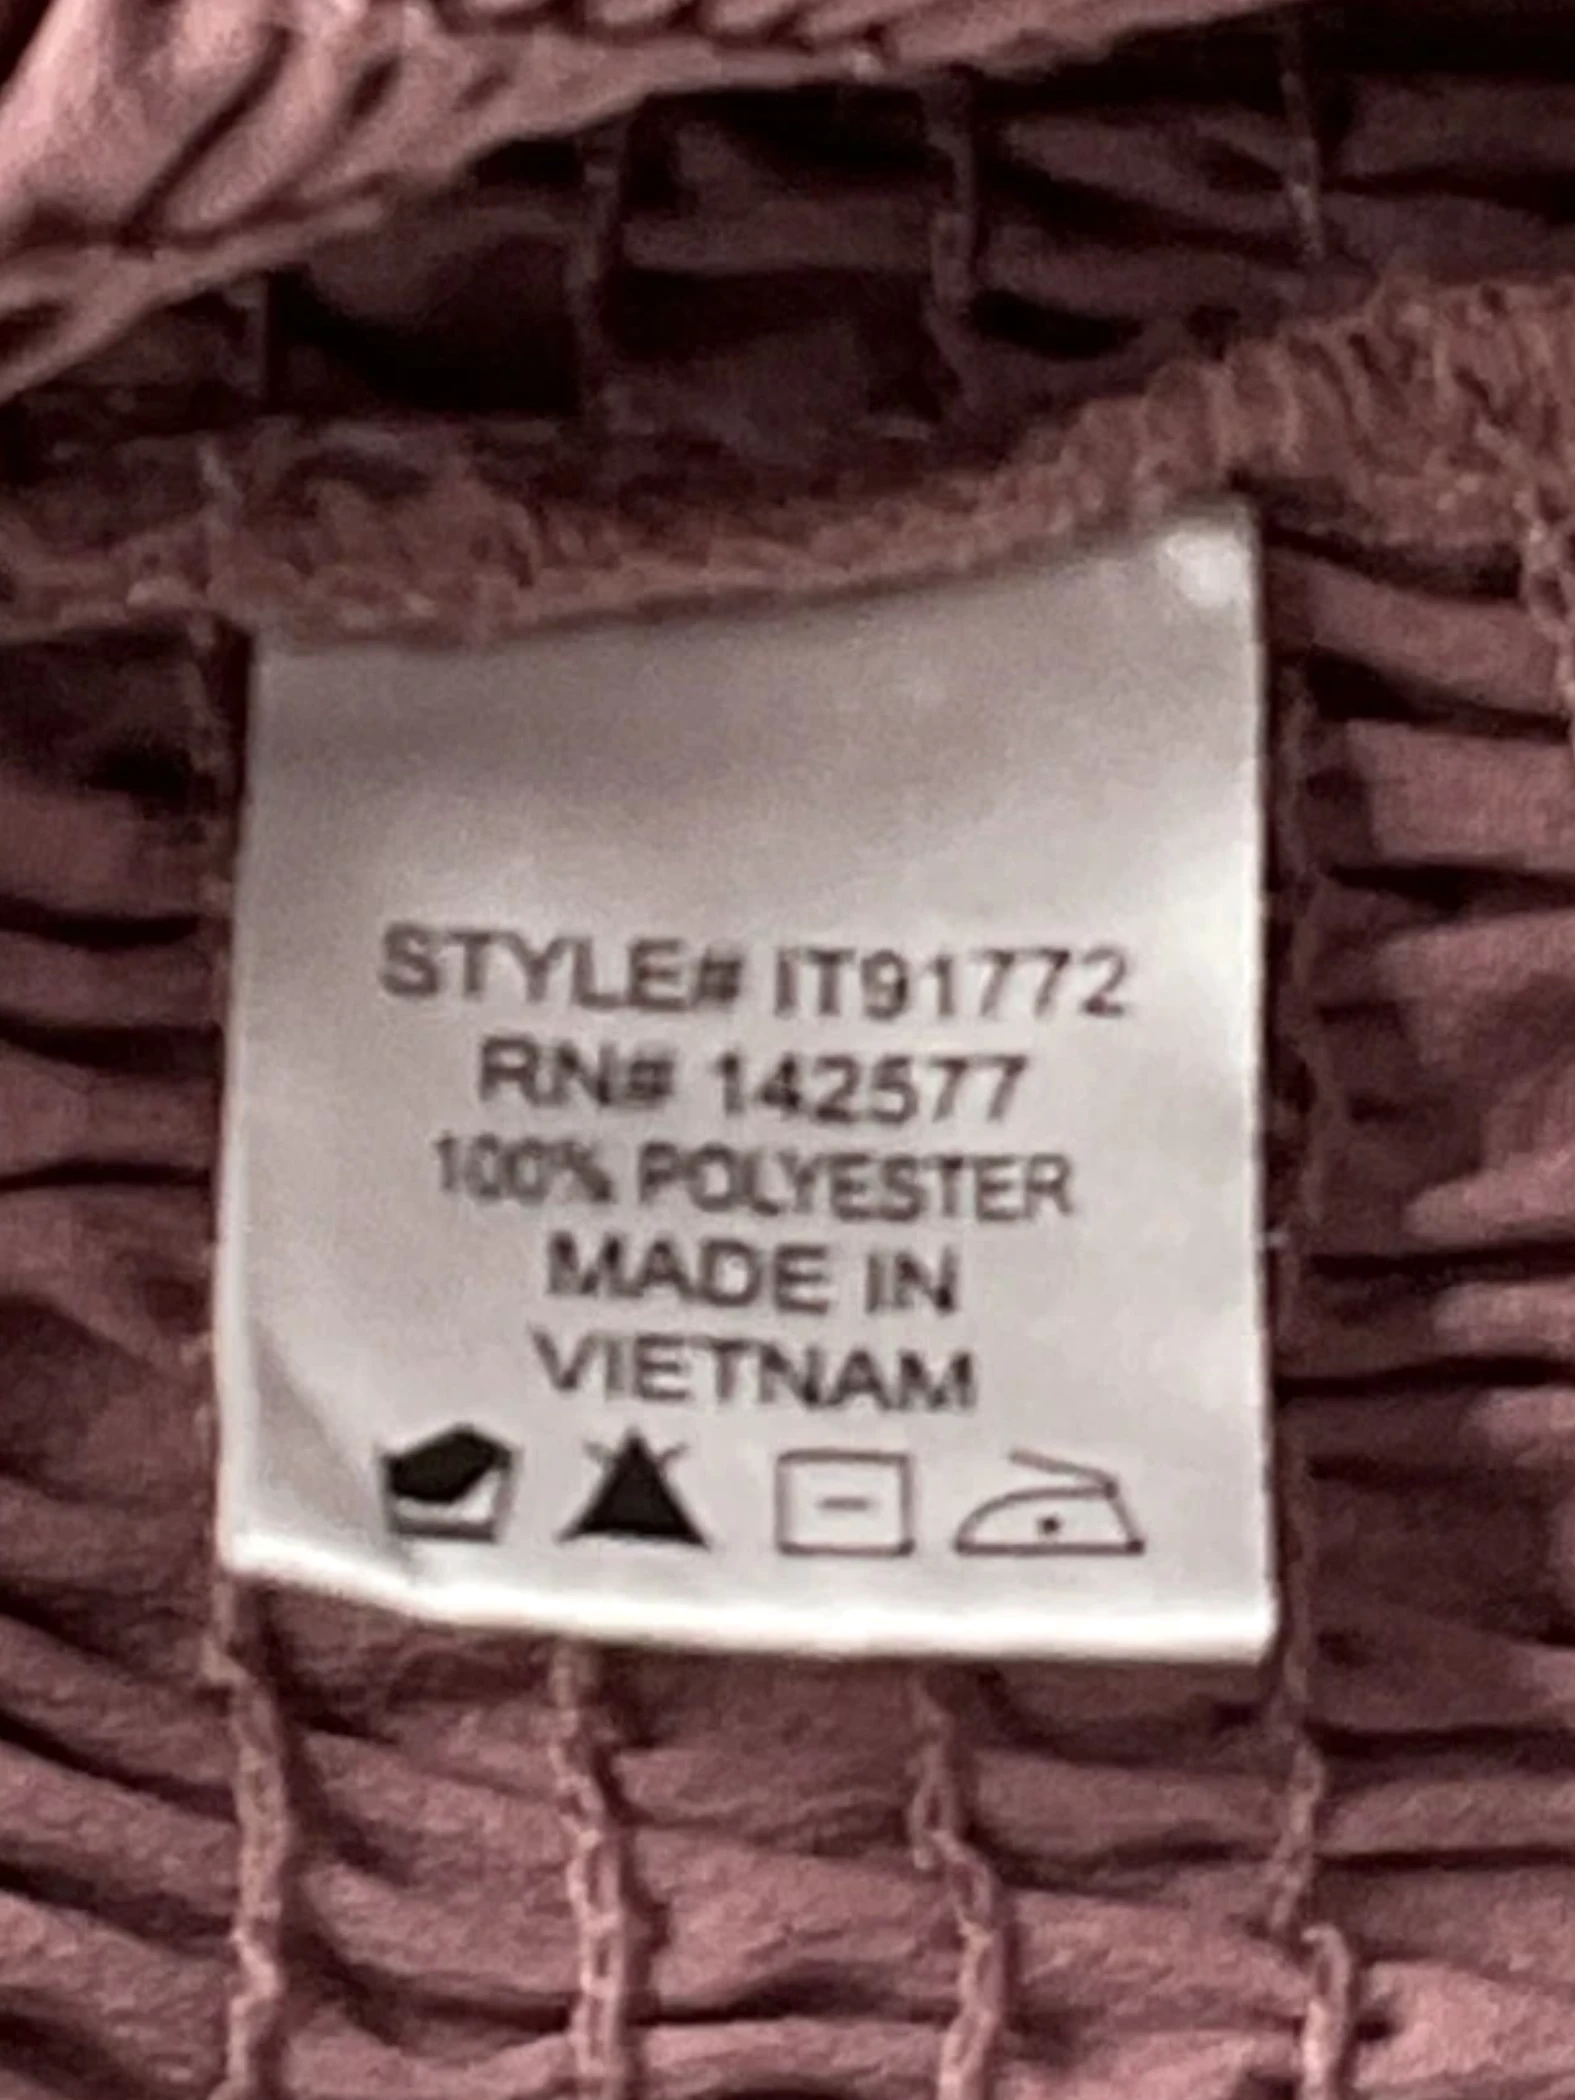 STYLE# IT91772
RN# 142577
100% POLYESTER
MADE IN
VIETNAM